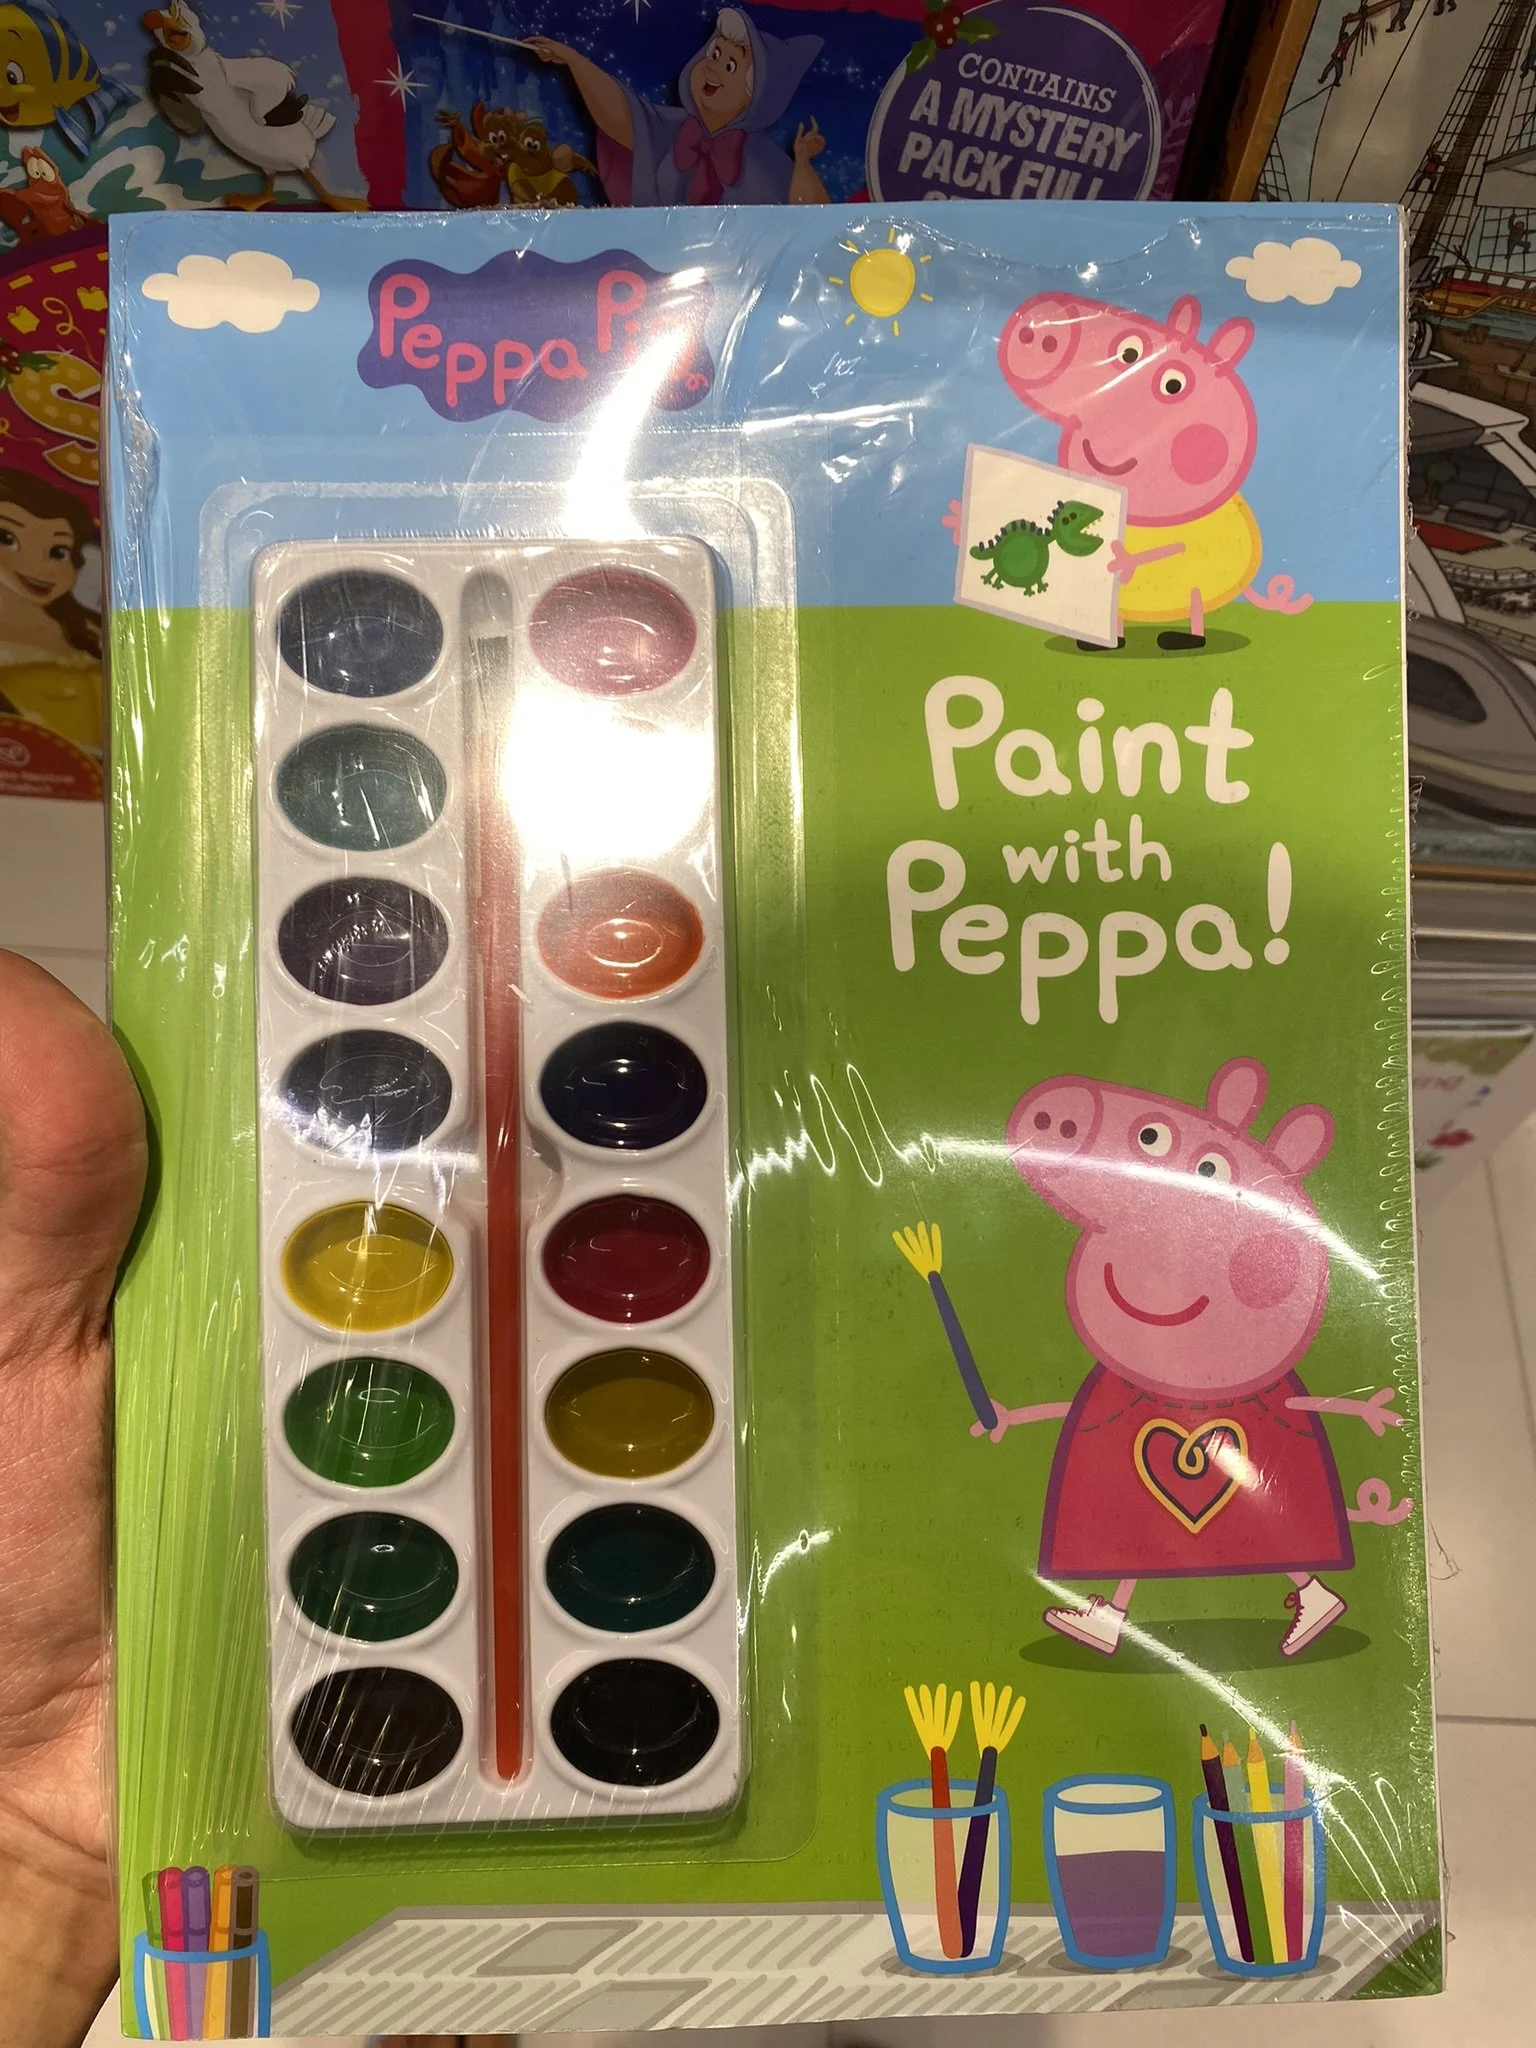 CONTAINS
A MYSTERY
PACK FULL
Peppa Pig
Paint
with
Peppa!